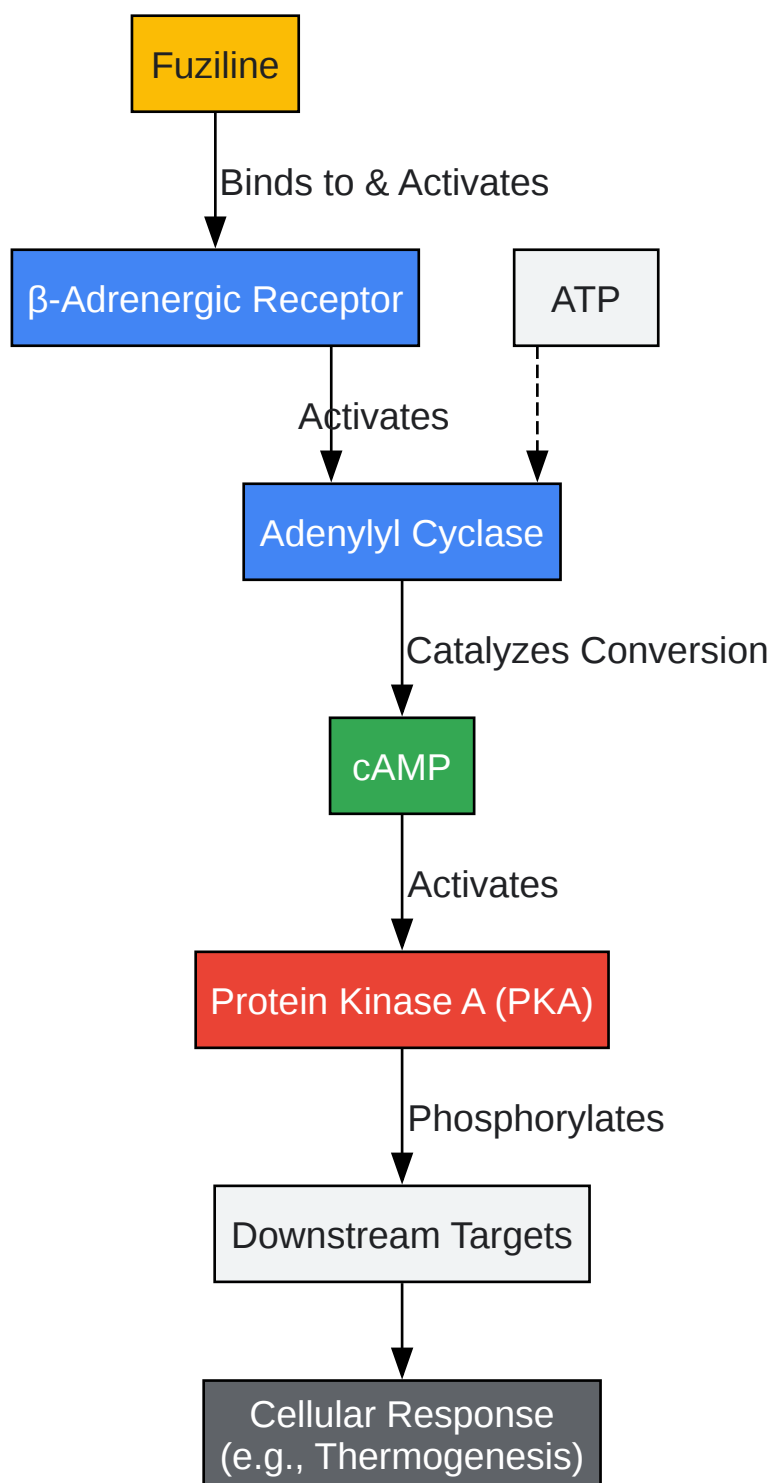 Fuziline
Binds to & Activates
β-Adrenergic Receptor
ATP
Activates
Adenylyl Cyclase
Catalyzes Conversion
cAMP
Activates
Protein Kinase A (PKA)
Phosphorylates
Downstream Targets
Cellular Response
(e.g., Thermogenesis)